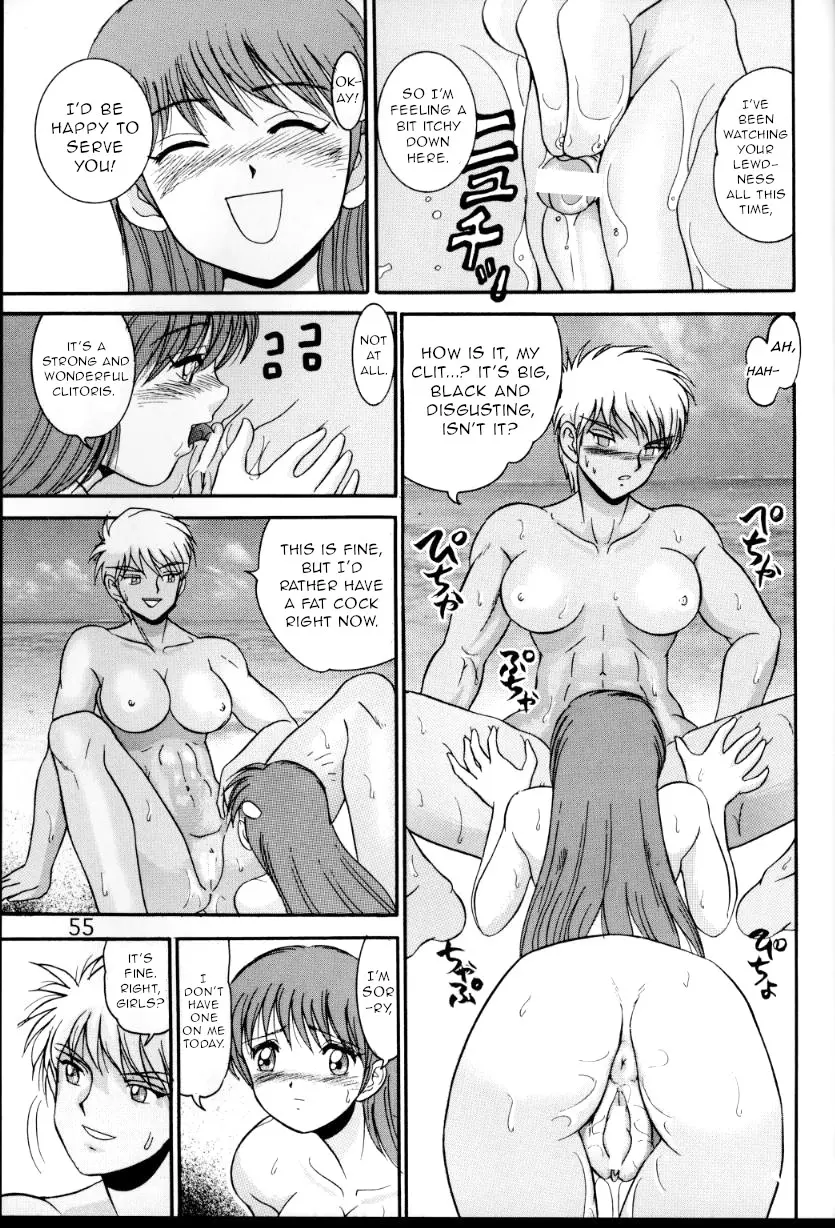 I'VE
BEEN
WATCHING
YOUR
LEWD-
NESS
ALL THIS
TIME,
SO I'M
FEELING A
BIT ITCHY
DOWN
HERE.
ニュチッ
OK-
AY!
I'D BE
HAPPY TO
SERVE
YOU!
AH,
HAH-
HOW IS IT, MY
CLIT...? IT'S BIG,
BLACK AND
DISGUSTING,
ISN'T IT?
ぺちゃ
ぴちゃ
ぷちゃ
ぴちょ
ちゃぷ
NOT
AT
ALL.
IT'S A
STRONG AND
WONDERFUL
CLITORIS.
コロ
THIS IS FINE,
BUT I'D
RATHER HAVE
A FAT COCK
RIGHT NOW.
55
I'M
SOR
-RY,
I
DON'T
HAVE
ONE
ON ME
TODAY.
IT'S
FINE.
RIGHT,
GIRLS?